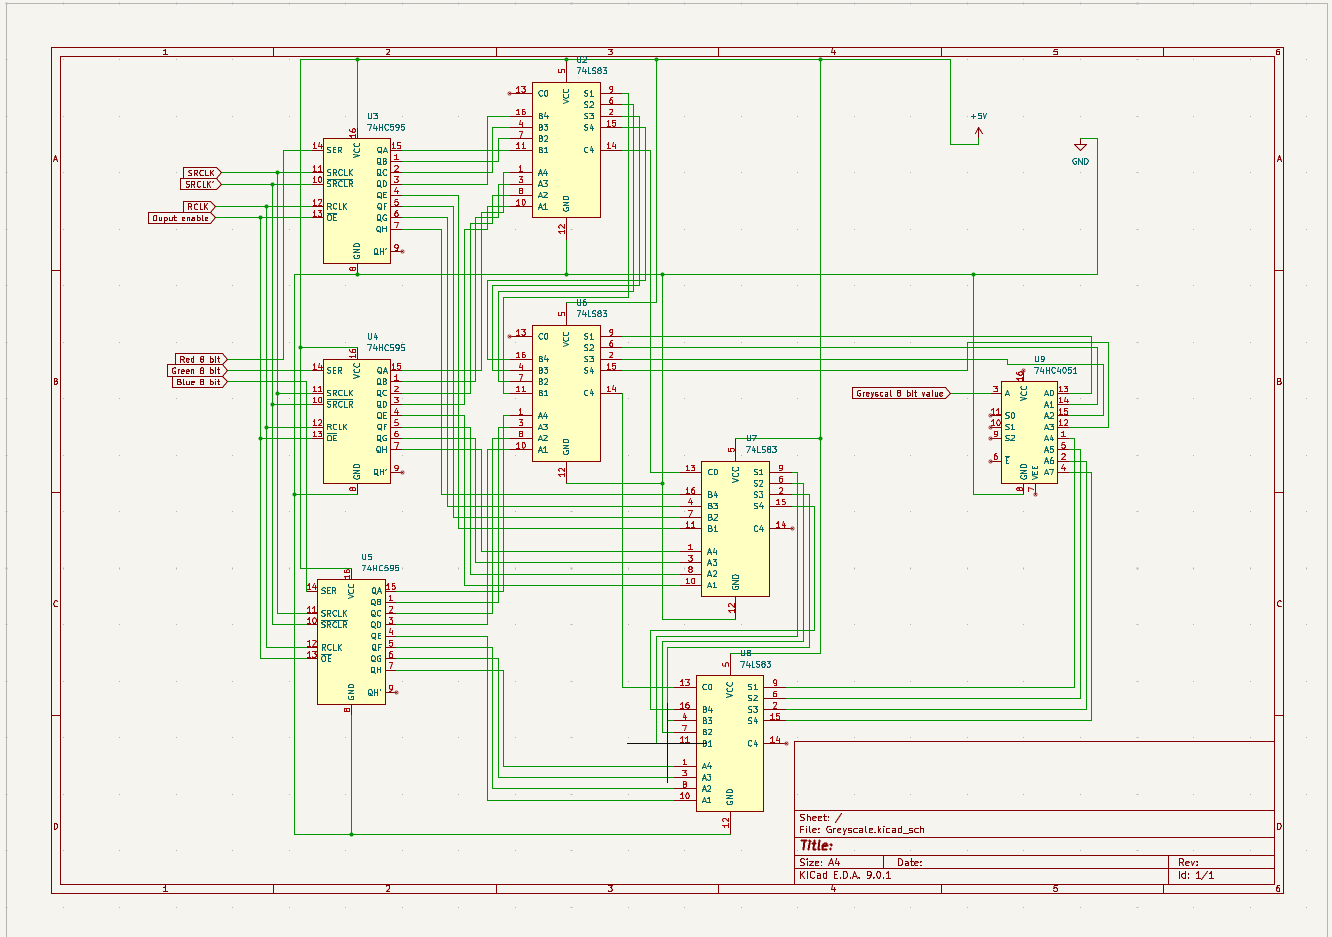 1 2 3 4 5 6
A
B
C
D
SRCLK
SRCLK'
RCLK
Ouput enable
Red 8 bit
Green 8 bit
Blue 8 bit
U3
74HC595
16 VCC
14 SER QA 15
QB 1
11 SRCLK QC 2
10 SRCLR QD 3
QE 4
12 RCLK QF 5
13 OE QG 6
QH 7
QH' 9
GND 8
U4
74HC595
16 VCC
14 SER QA 15
QB 1
11 SRCLK QC 2
10 SRCLR QD 3
QE 4
12 RCLK QF 5
13 OE QG 6
QH 7
QH' 9
GND 8
U5
74HC595
16 VCC
14 SER QA 15
QB 1
11 SRCLK QC 2
10 SRCLR QD 3
QE 4
12 RCLK QF 5
13 OE QG 6
QH 7
QH' 9
GND 8
U2
74LS83
5 VCC
13 C0 S1 9
S2 6
16 B4 S3 2
4 B3 S4 15
7 B2
11 B1 C4 14
1 A4
3 A3
8 A2
10 A1
GND 12
U6
74LS83
5 VCC
13 C0 S1 9
S2 6
16 B4 S3 2
4 B3 S4 15
7 B2
11 B1 C4 14
1 A4
3 A3
8 A2
10 A1
GND 12
U7
74LS83
5 VCC
13 C0 S1 9
S2 6
16 B4 S3 2
4 B3 S4 15
7 B2
11 B1 C4 14
1 A4
3 A3
8 A2
10 A1
GND 12
U8
74LS83
5 VCC
13 C0 S1 9
S2 6
16 B4 S3 2
4 B3 S4 15
7 B2
11 B1 C4 14
1 A4
3 A3
8 A2
10 A1
GND 12
+5V
GND
Greyscal 8 bit value
U9
74HC4051
16 VCC
3 A A0 13
A1 14
11 S0 A2 15
10 S1 A3 12
9 S2 A4 1
A5 5
6 E A6 2
A7 4
GND 8
VEE 7
Sheet: /
File: Greyscale.kicad_sch
Title:
Size: A4 Date: Rev:
KiCad E.D.A. 9.0.1 Id: 1/1
A
B
C
D
1 2 3 4 5 6